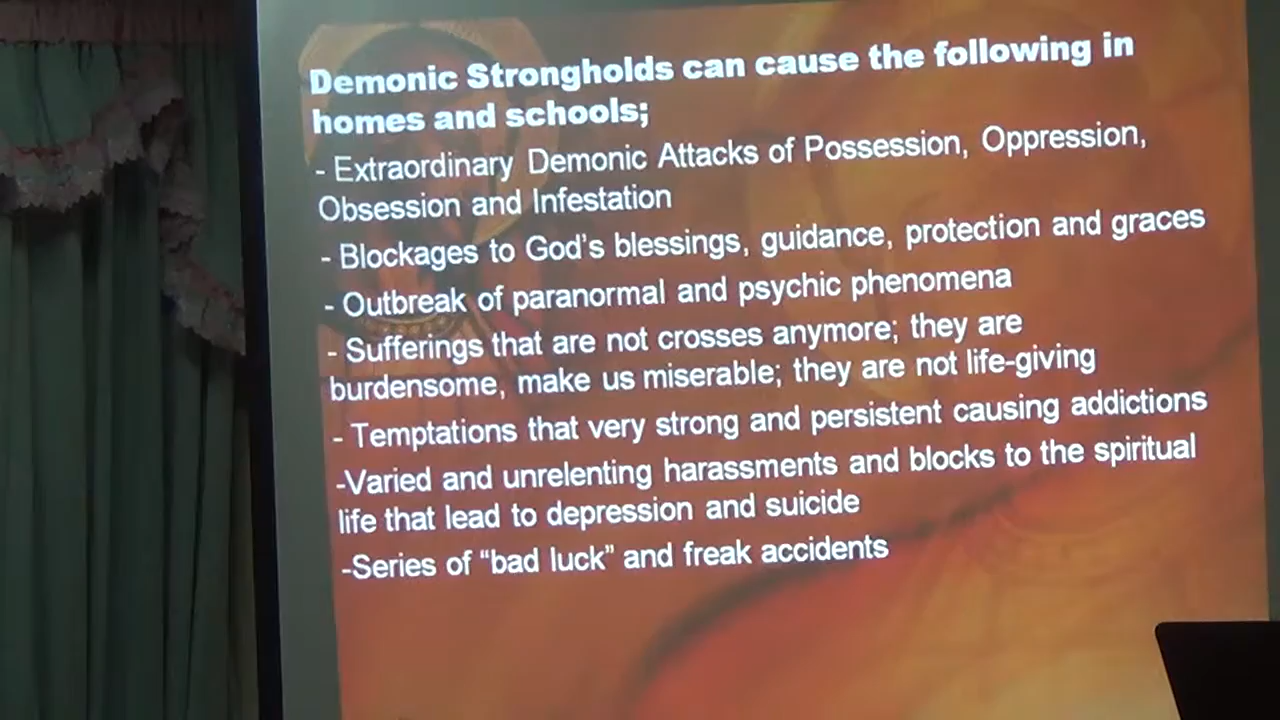 Demonic Strongholds can cause the following in
homes and schools;
- Extraordinary Demonic Attacks of Possession, Oppression,
Obsession and Infestation
- Blockages to God's blessings, guidance, protection and graces
- Outbreak of paranormal and psychic phenomena
- Sufferings that are not crosses anymore; they are
burdensome, make us miserable; they are not life-giving
- Temptations that very strong and persistent causing addictions
-Varied and unrelenting harassments and blocks to the spiritual
life that lead to depression and suicide
-Series of “bad luck” and freak accidents